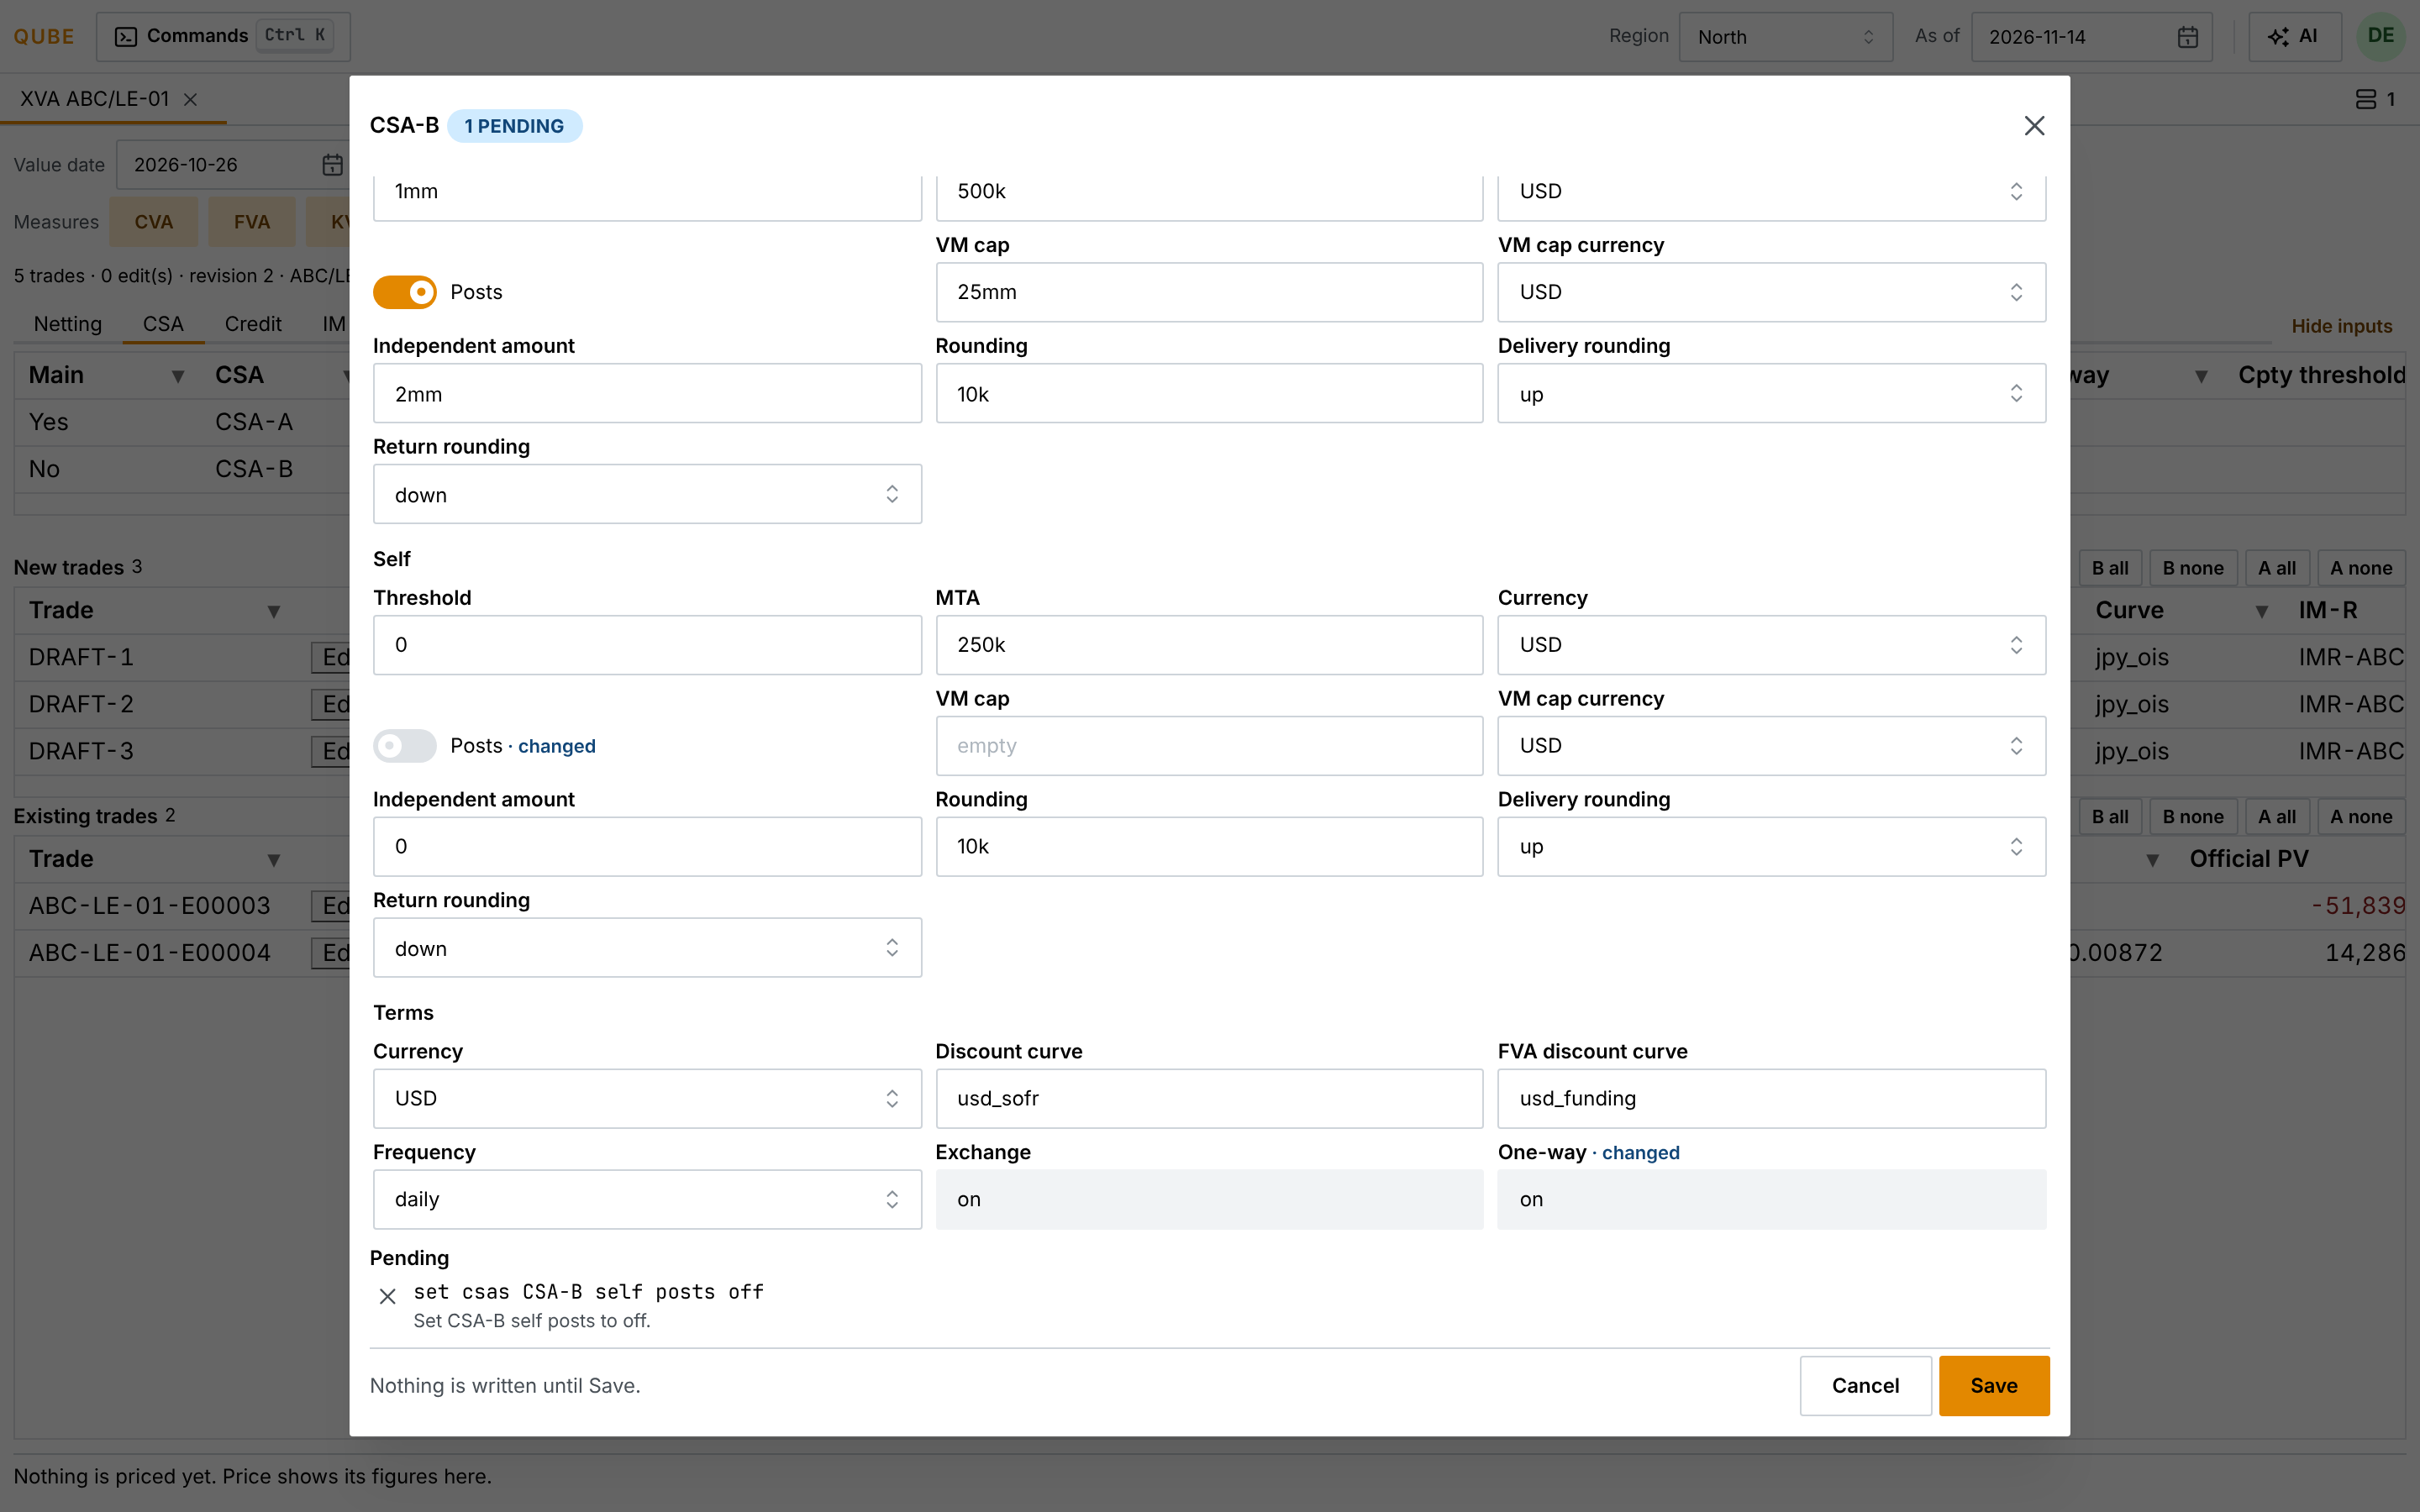 QUBE Commands Ctrl K Region North As of 2026-11-14 AI DE
XVA ABC/LE-01 1
Value date 2026-10-26
Measures CVA FVA
5 trades · 0 edit(s) · revision 2 ·
Netting CSA Credit IM Hide inputs
Main CSA Cpty threshold
Yes CSA-A
No CSA-B
New trades 3 B all B none A all A none
Trade Curve IM-R
DRAFT-1 jpy_ois IMR-ABC
DRAFT-2 jpy_ois IMR-ABC
DRAFT-3 jpy_ois IMR-ABC
Existing trades 2 B all B none A all A none
Trade Official PV
ABC-LE-01-E00003 -51,839
ABC-LE-01-E00004 0.00872 14,286
CSA-B 1 PENDING
1mm 500k USD
VM cap VM cap currency
Posts 25mm USD
Independent amount Rounding Delivery rounding
2mm 10k up
Return rounding
down
Self
Threshold MTA Currency
0 250k USD
VM cap VM cap currency
Posts · changed empty USD
Independent amount Rounding Delivery rounding
0 10k up
Return rounding
down
Terms
Currency Discount curve FVA discount curve
USD usd_sofr usd_funding
Frequency Exchange One-way · changed
daily on on
Pending
set csas CSA-B self posts off
Set CSA-B self posts to off.
Nothing is written until Save. Cancel Save
Nothing is priced yet. Price shows its figures here.